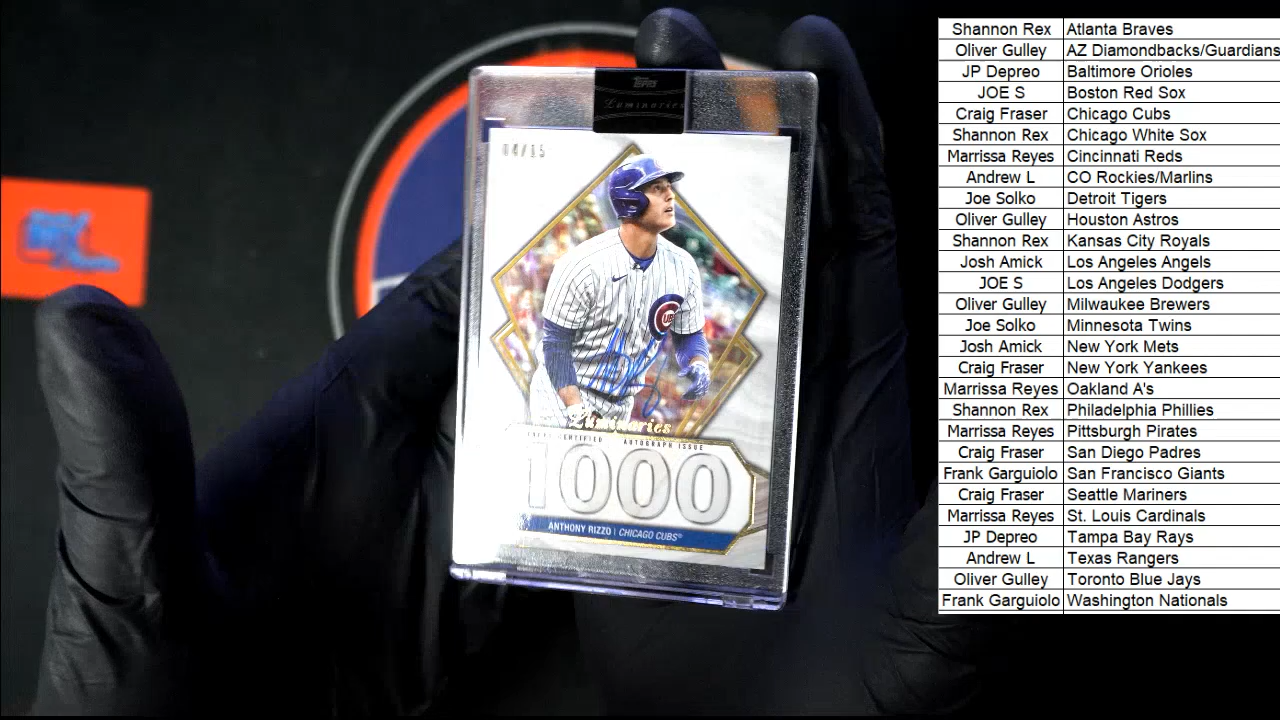 Shannon Rex Atlanta Braves
Oliver Gulley AZ Diamondbacks/Guardians
JP Depreo Baltimore Orioles
JOE S Boston Red Sox
Craig Fraser Chicago Cubs
Shannon Rex Chicago White Sox
Marrissa Reyes Cincinnati Reds
Andrew L CO Rockies/Marlins
Joe Solko Detroit Tigers
Oliver Gulley Houston Astros
Shannon Rex Kansas City Royals
Josh Amick Los Angeles Angels
JOE S Los Angeles Dodgers
Oliver Gulley Milwaukee Brewers
Joe Solko Minnesota Twins
Josh Amick New York Mets
Craig Fraser New York Yankees
Marrissa Reyes Oakland A's
Shannon Rex Philadelphia Phillies
Marrissa Reyes Pittsburgh Pirates
Craig Fraser San Diego Padres
Frank Garguiolo San Francisco Giants
Craig Fraser Seattle Mariners
Marrissa Reyes St. Louis Cardinals
JP Depreo Tampa Bay Rays
Andrew L Texas Rangers
Oliver Gulley Toronto Blue Jays
Frank Garguiolo Washington Nationals
Topps
Luminaries
04/15
CUBS
Luminaries
CERTIFIED AUTOGRAPH ISSUE
1000
ANTHONY RIZZO | CHICAGO CUBS®